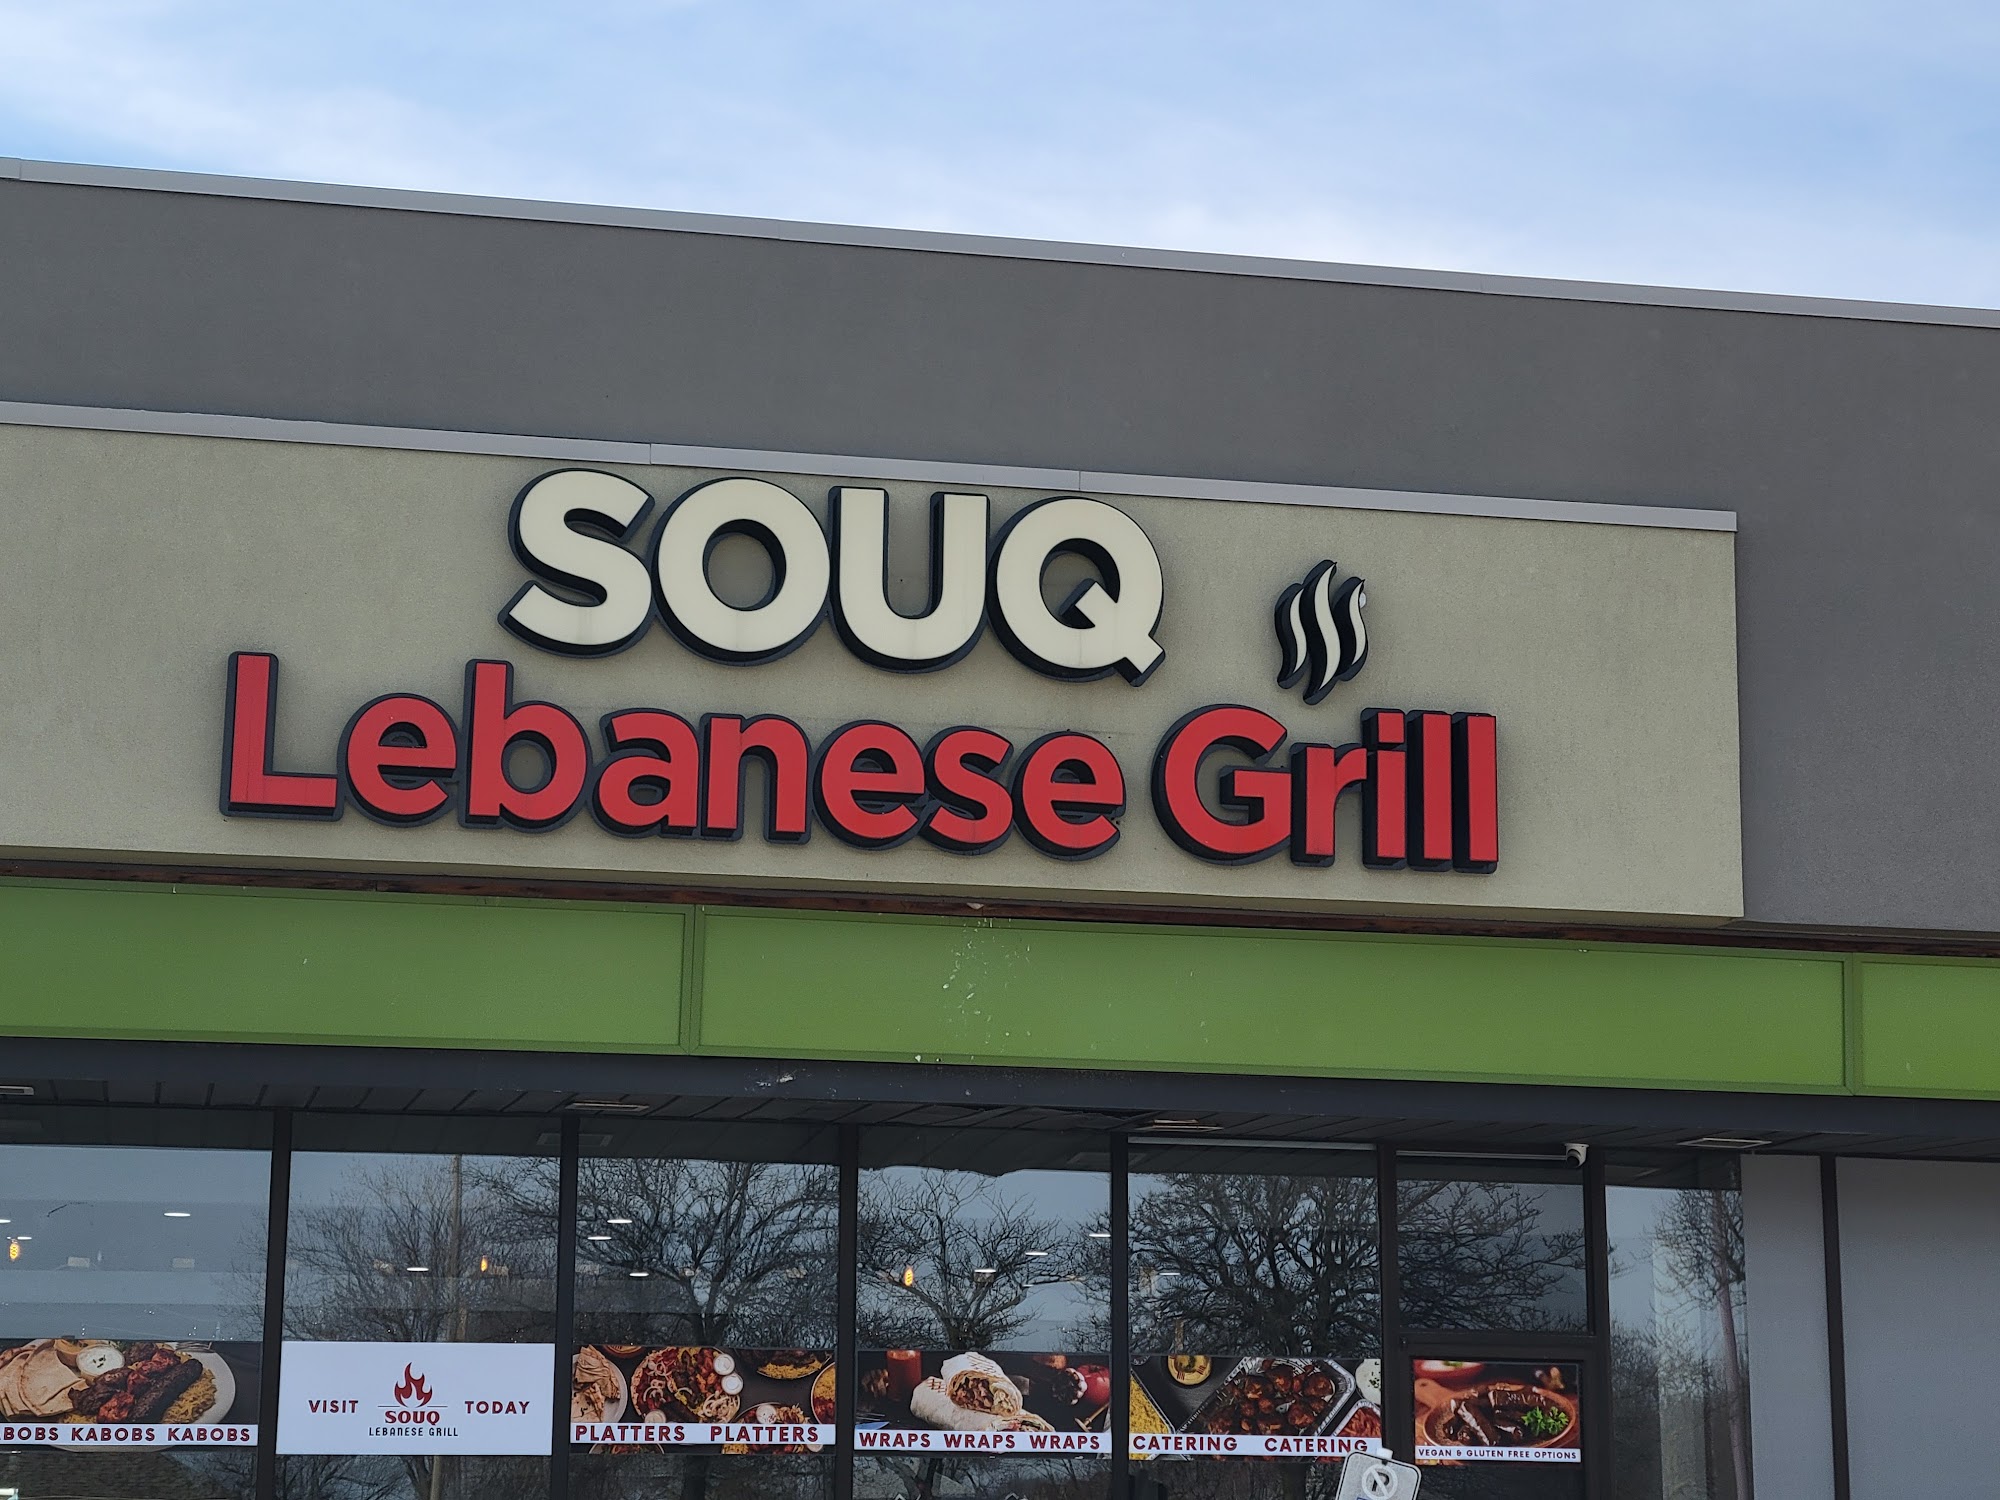 SOUQ
Lebanese Grill
KABOBS KABOBS
VISIT SOUQ TODAY
LEBANESE GRILL
PLATTERS PLATTERS
WRAPS WRAPS WRAPS
CATERING CATERING
VEGAN & GLUTEN FREE OPTIONS